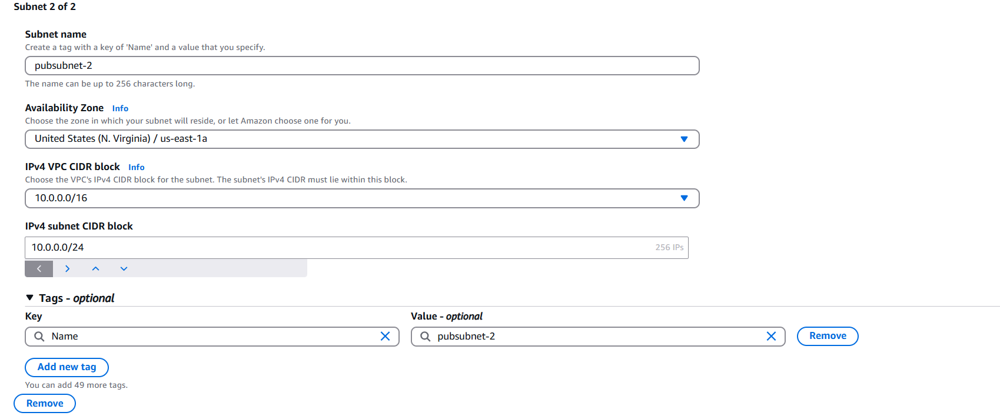 Subnet 2 of 2
Subnet name
Create a tag with a key of 'Name' and a value that you specify.
pubsubnet-2
The name can be up to 256 characters long.
Availability Zone Info
Choose the zone in which your subnet will reside, or let Amazon choose one for you.
United States (N. Virginia) / us-east-1a
IPv4 VPC CIDR block Info
Choose the VPC's IPv4 CIDR block for the subnet. The subnet's IPv4 CIDR must lie within this block.
10.0.0.0/16
IPv4 subnet CIDR block
10.0.0.0/24 256 IPs
Tags - optional
Key Value - optional
Name pubsubnet-2 Remove
Add new tag
You can add 49 more tags.
Remove